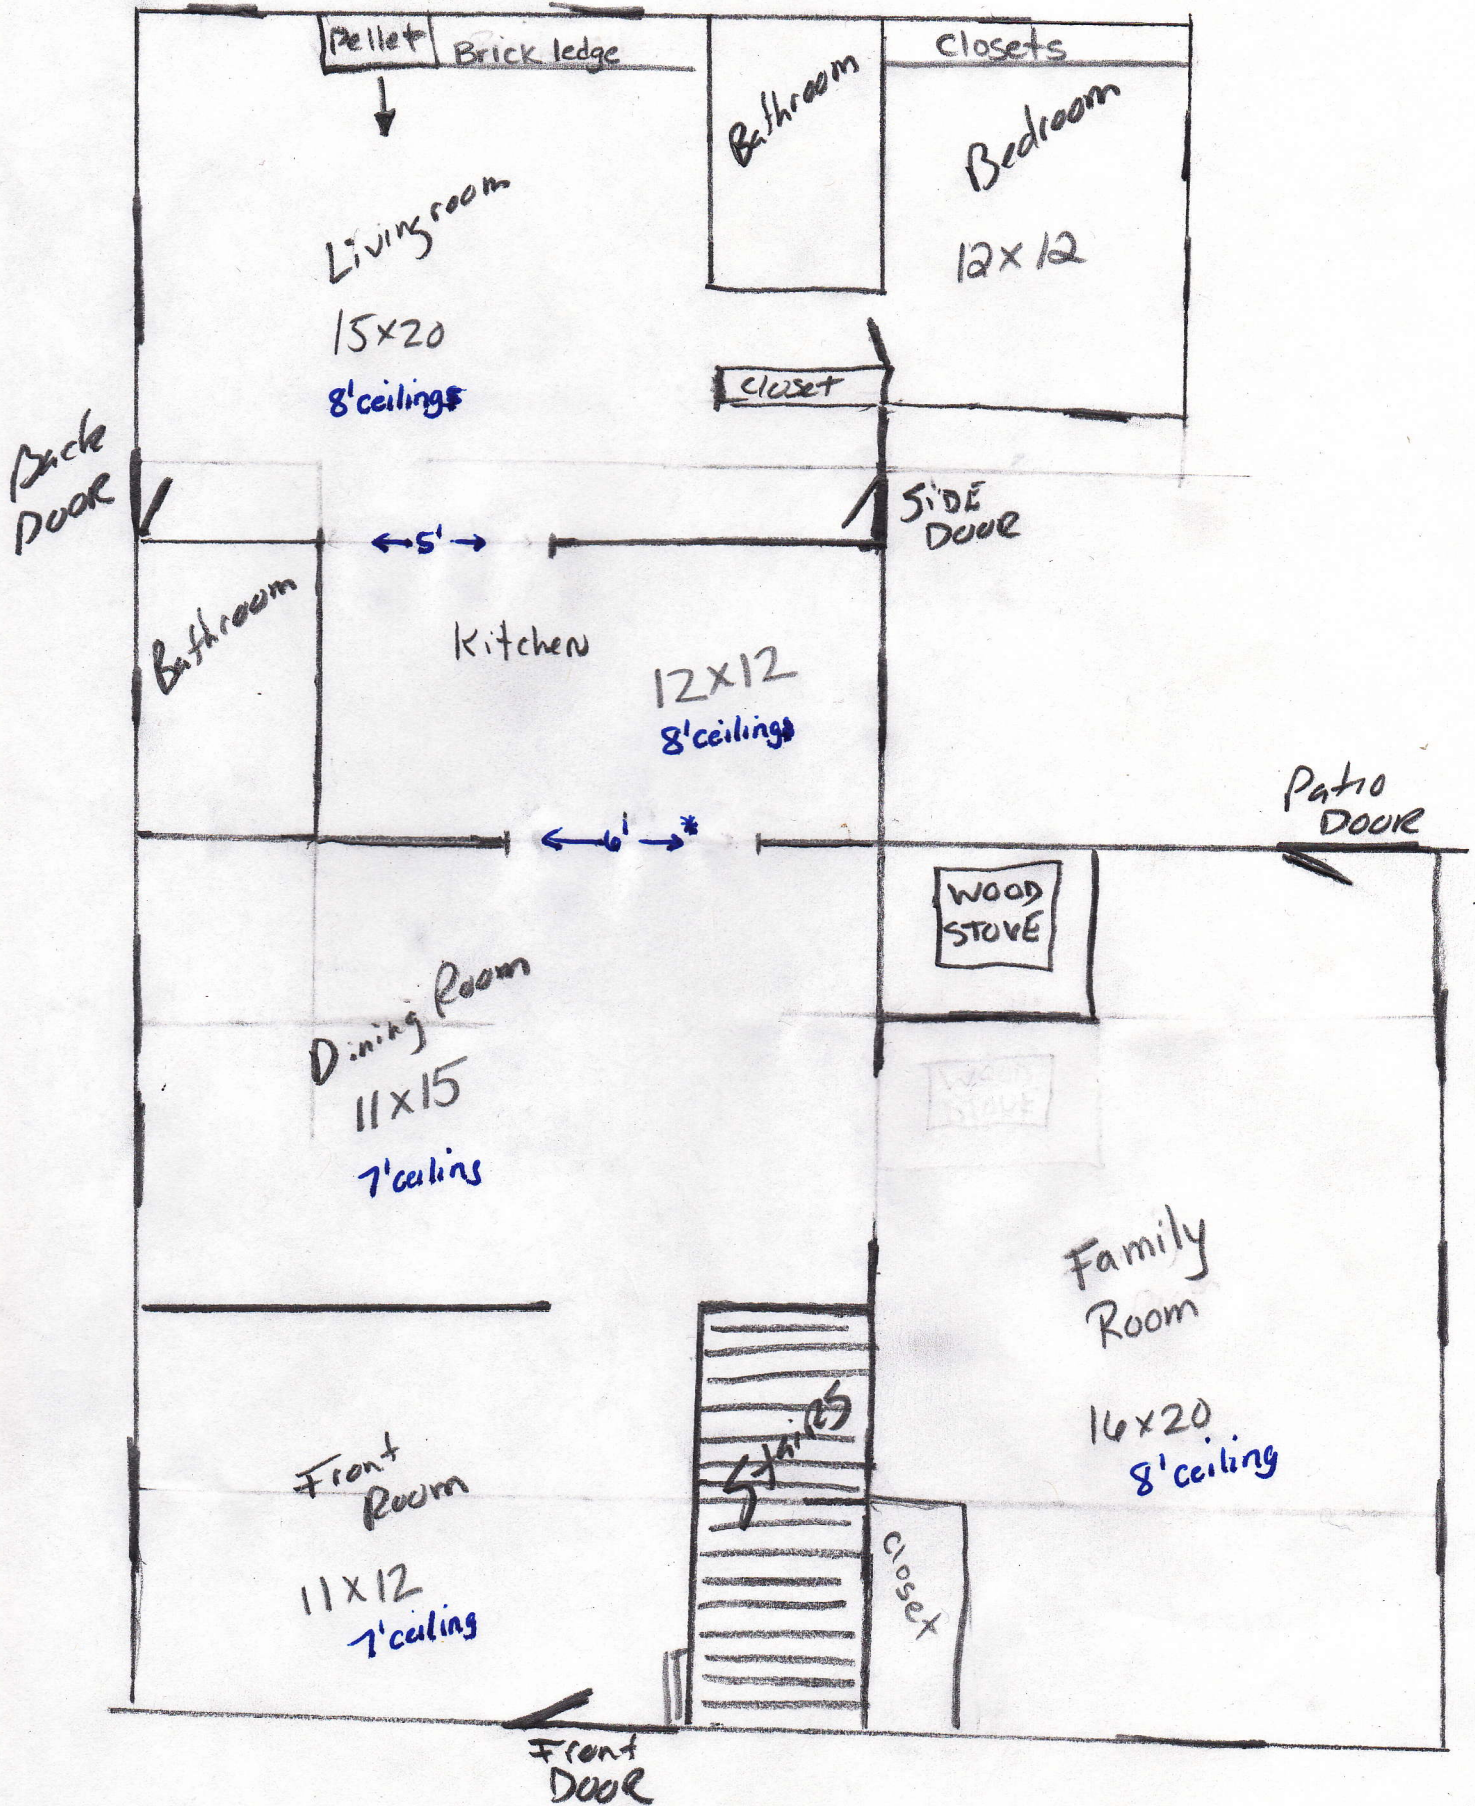 Pellet
Brick ledge
Closets
Bathroom
Bedroom
12x12
Livingroom
15x20
8'ceilings
closet
Back
DOOR
SiDE
DOOR
5'
Bathroom
Kitchen
12x12
8'ceilings
6' *
Patio
DOOR
WOOD
STOVE
Dining Room
11x15
7'ceiling
Family
Room
16x20
8'ceiling
Stairs
Front
Room
11x12
7'ceiling
closet
Front
DOOR